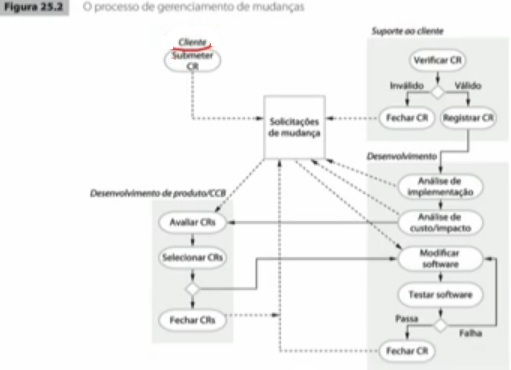 Figura 25.2 O processo de gerenciamento de mudanças
Suporte ao cliente
Cliente
Submeter
CR
Verificar CR
Inválido
Válido
Solicitações
de mudança
Fechar CR
Registrar CR
Desenvolvimento
Análise de
implementação
Desenvolvimento de produto/CCB
Avaliar CRs
Análise de
custo/impacto
Selecionar CRs
Modificar
software
Testar software
Fechar CRs
Passa
Falha
Fechar CR